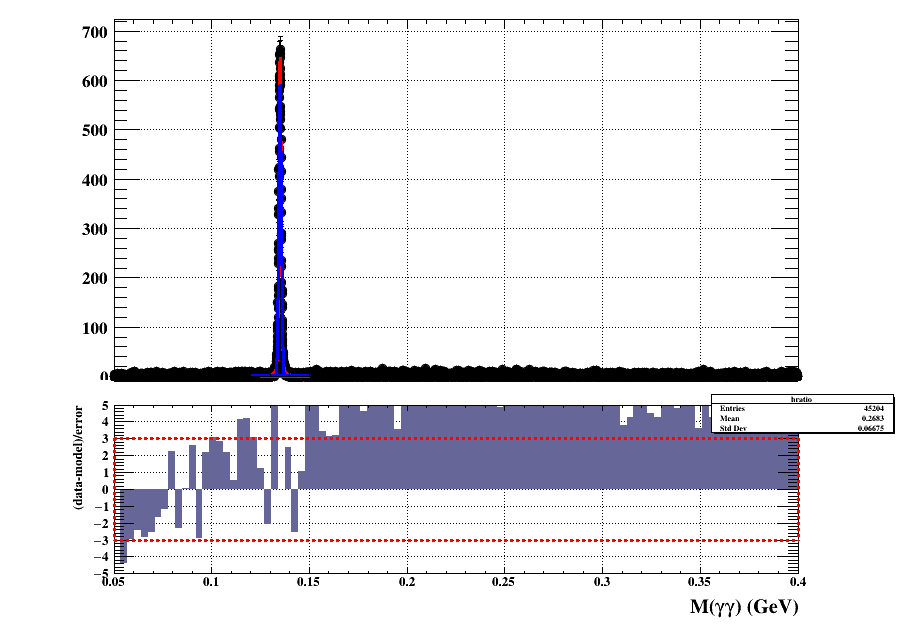 700
600
500
400
300
200
100
0
(data-model)/error
5
4
3
2
1
0
−1
−2
−3
−4
−5
hratio
Entries 45204
Mean 0.2683
Std Dev 0.06675
0.05 0.1 0.15 0.2 0.25 0.3 0.35 0.4
M(γγ) (GeV)